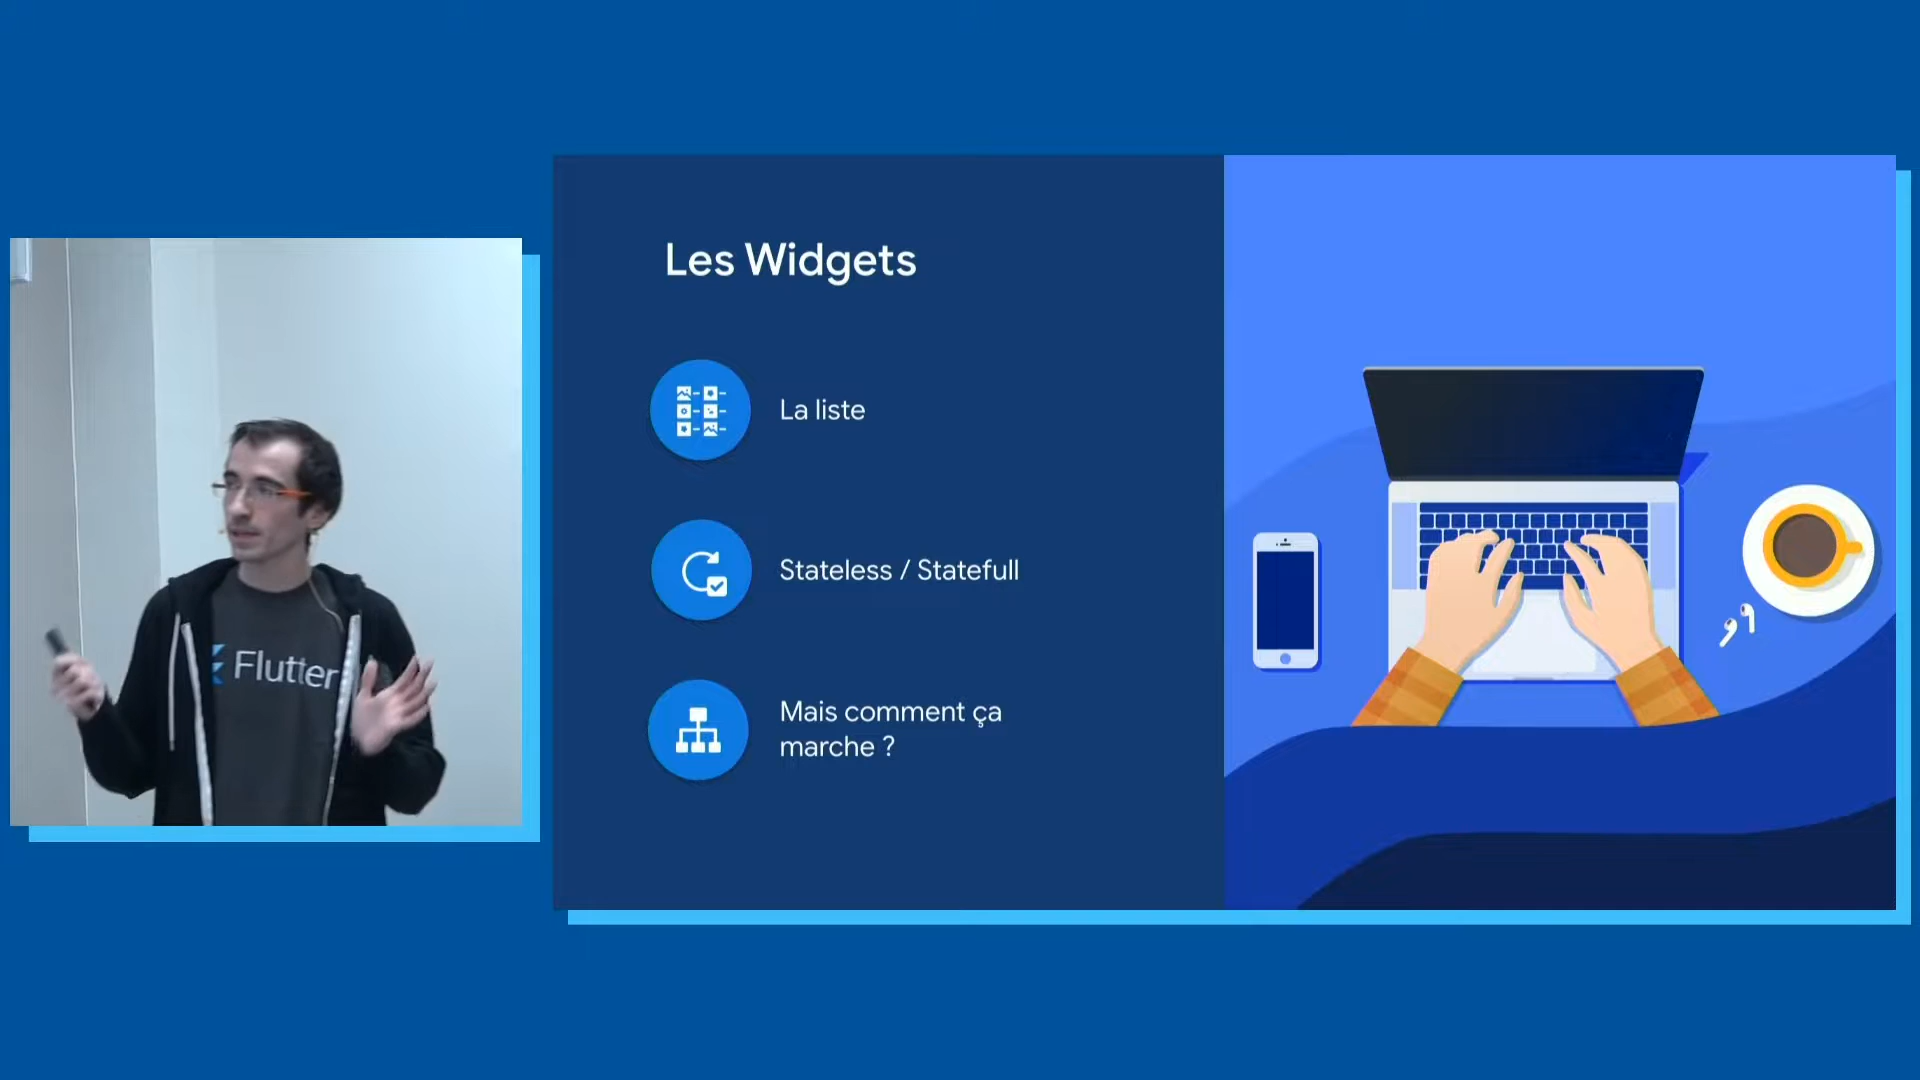 Les Widgets
La liste
Stateless / Statefull
Mais comment ça
marche ?
Flutter